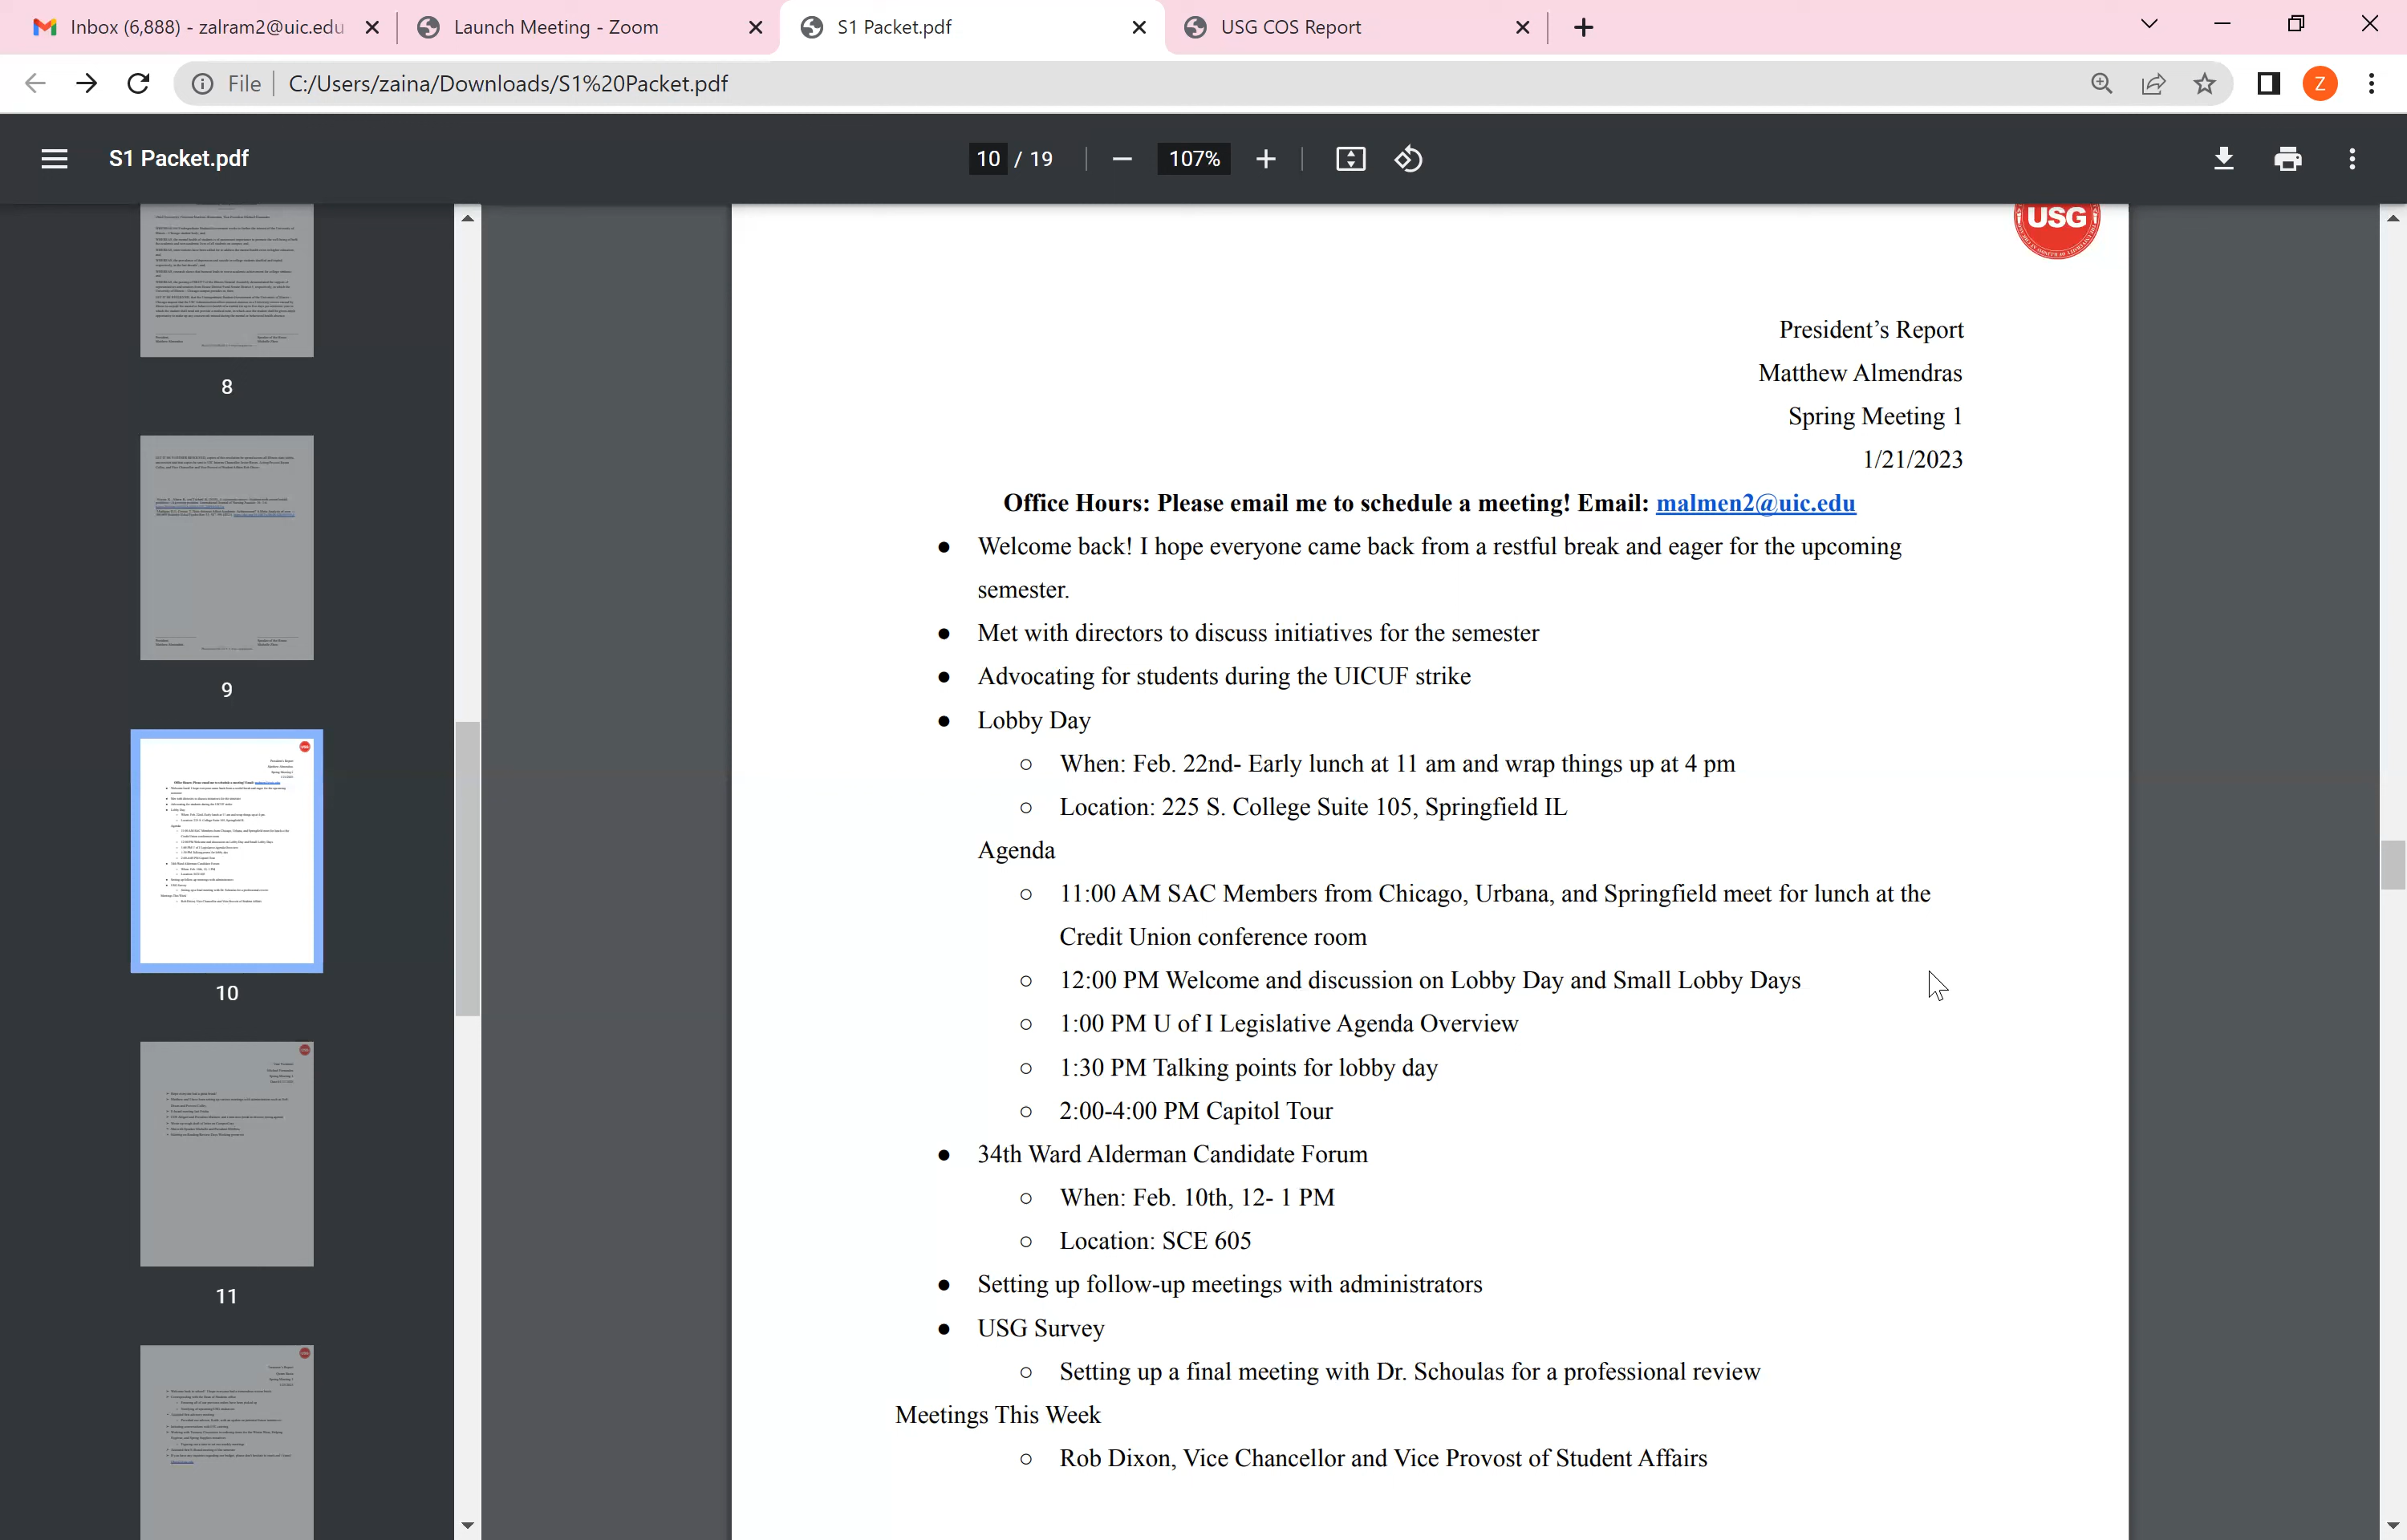 Inbox (6,888) - zalram2@uic.edu
Launch Meeting - Zoom
S1 Packet.pdf
USG COS Report
File
C:/Users/zaina/Downloads/S1%20Packet.pdf
Z
S1 Packet.pdf
10 / 19
107%
8
9
10
11
USG
President’s Report
Matthew Almendras
Spring Meeting 1
1/21/2023
Office Hours: Please email me to schedule a meeting! Email: malmen2@uic.edu
● Welcome back! I hope everyone came back from a restful break and eager for the upcoming
semester.
● Met with directors to discuss initiatives for the semester
● Advocating for students during the UICUF strike
● Lobby Day
○ When: Feb. 22nd- Early lunch at 11 am and wrap things up at 4 pm
○ Location: 225 S. College Suite 105, Springfield IL
Agenda
○ 11:00 AM SAC Members from Chicago, Urbana, and Springfield meet for lunch at the
Credit Union conference room
○ 12:00 PM Welcome and discussion on Lobby Day and Small Lobby Days
○ 1:00 PM U of I Legislative Agenda Overview
○ 1:30 PM Talking points for lobby day
○ 2:00-4:00 PM Capitol Tour
● 34th Ward Alderman Candidate Forum
○ When: Feb. 10th, 12- 1 PM
○ Location: SCE 605
● Setting up follow-up meetings with administrators
● USG Survey
○ Setting up a final meeting with Dr. Schoulas for a professional review
Meetings This Week
○ Rob Dixon, Vice Chancellor and Vice Provost of Student Affairs